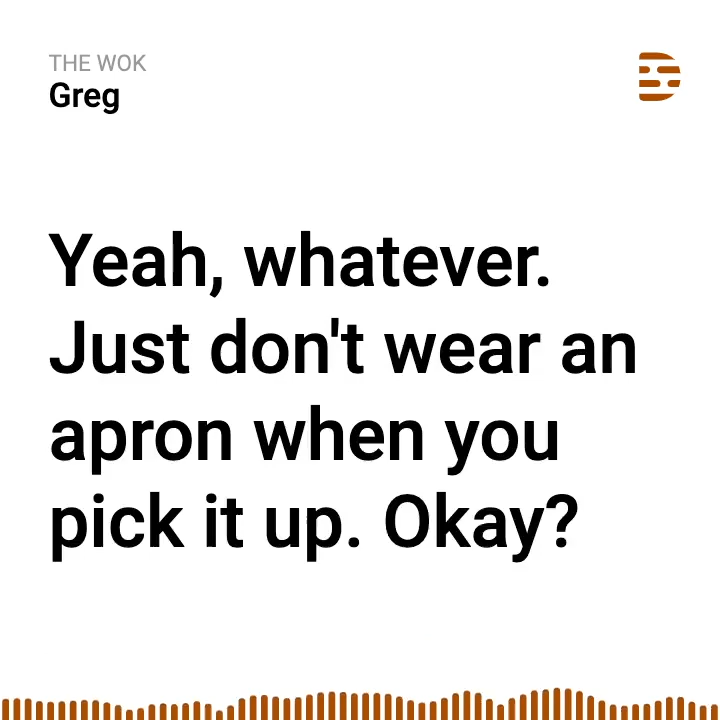 THE WOK
Greg
Yeah, whatever.
Just don't wear an
apron when you
pick it up. Okay?